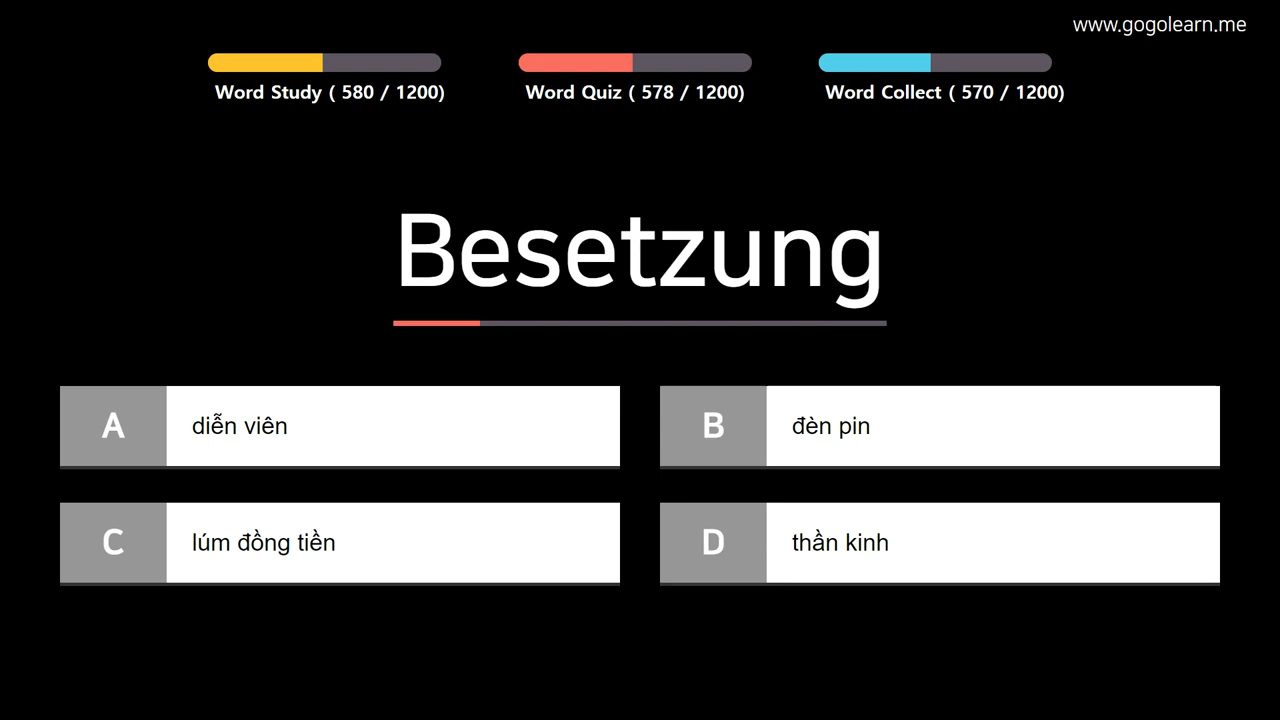 www.gogolearn.me
Word Study ( 580 / 1200)
Word Quiz ( 578 / 1200)
Word Collect ( 570 / 1200)
Besetzung
A
diễn viên
B
đèn pin
C
lúm đồng tiền
D
thần kinh